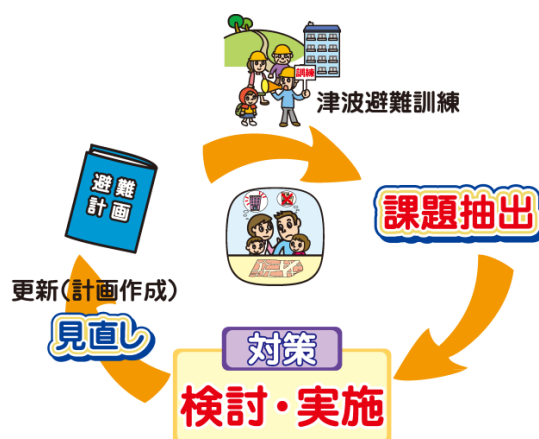 訓練
津波避難訓練
避難
計画
課題抽出
更新(計画作成)
見直し
対策
検討・実施